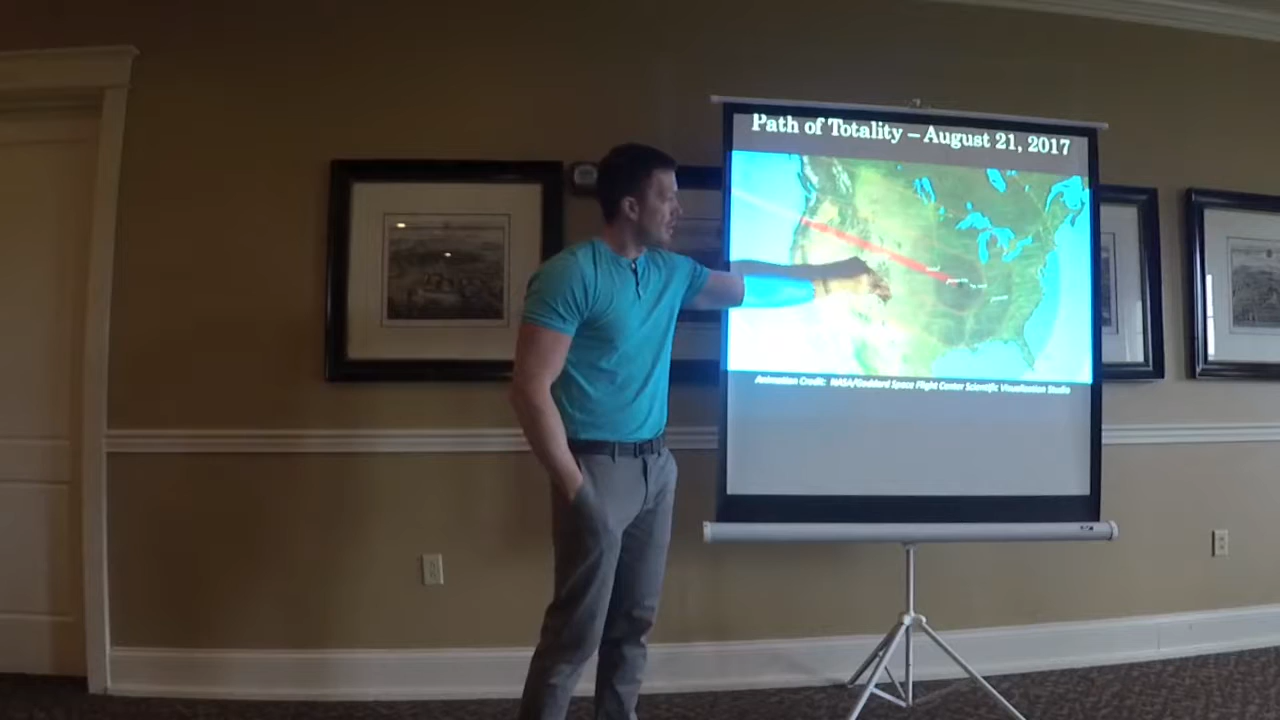 Path of Totality – August 21, 2017
Animation Credit: NASA/Goddard Space Flight Center Scientific Visualization Studio